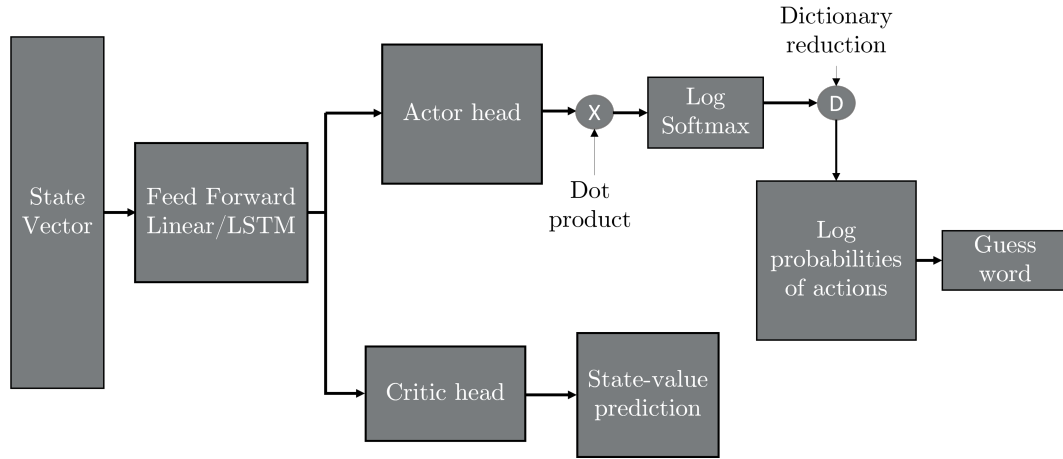 State
Vector
Feed Forward
Linear/LSTM
Actor head
X
Dot
product
Log
Softmax
Dictionary
reduction
D
Log
probabilities
of actions
Guess
word
Critic head
State-value
prediction